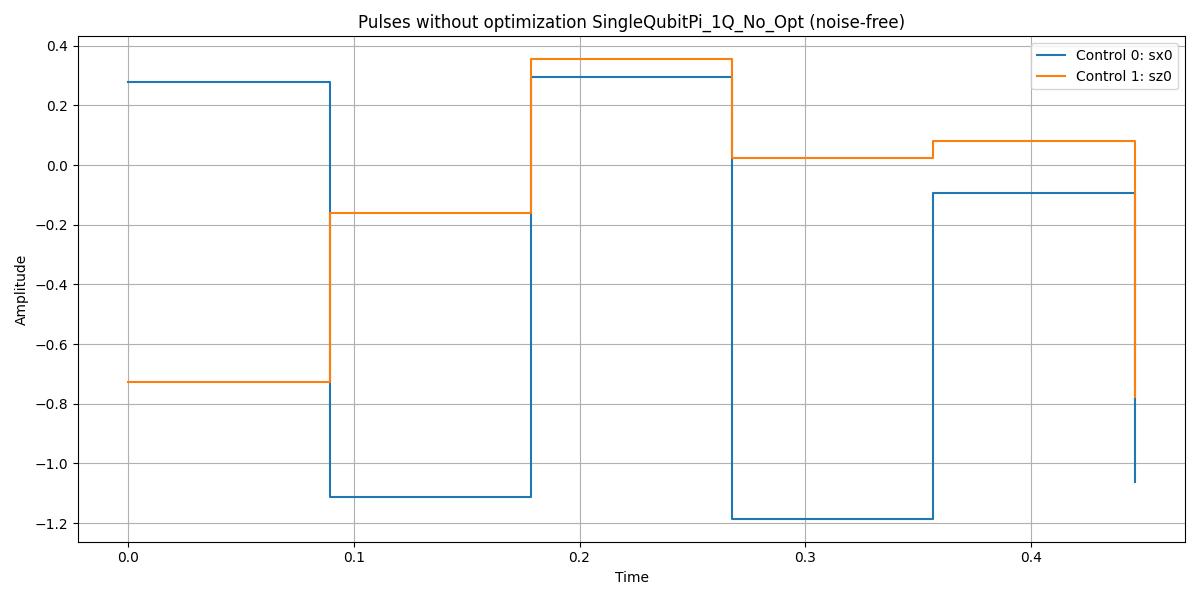 Pulses without optimization SingleQubitPi_1Q_No_Opt (noise-free)
Control 0: sx0
Control 1: sz0
Amplitude
0.4
0.2
0.0
−0.2
−0.4
−0.6
−0.8
−1.0
−1.2
0.0 0.1 0.2 0.3 0.4
Time